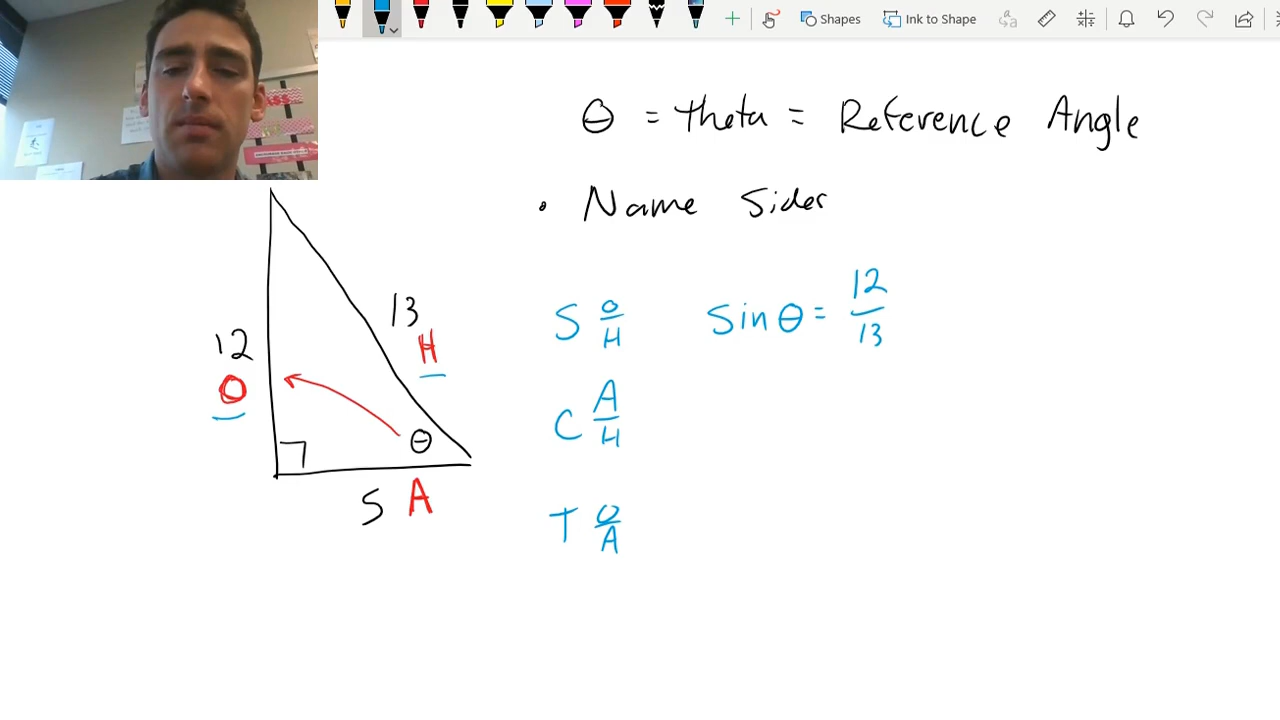 Shapes
Ink to Shape
θ = theta = Reference Angle
• Name Sides
S O/H
sin θ = 12/13
C A/H
T O/A
13
H
12
O
θ
5 A